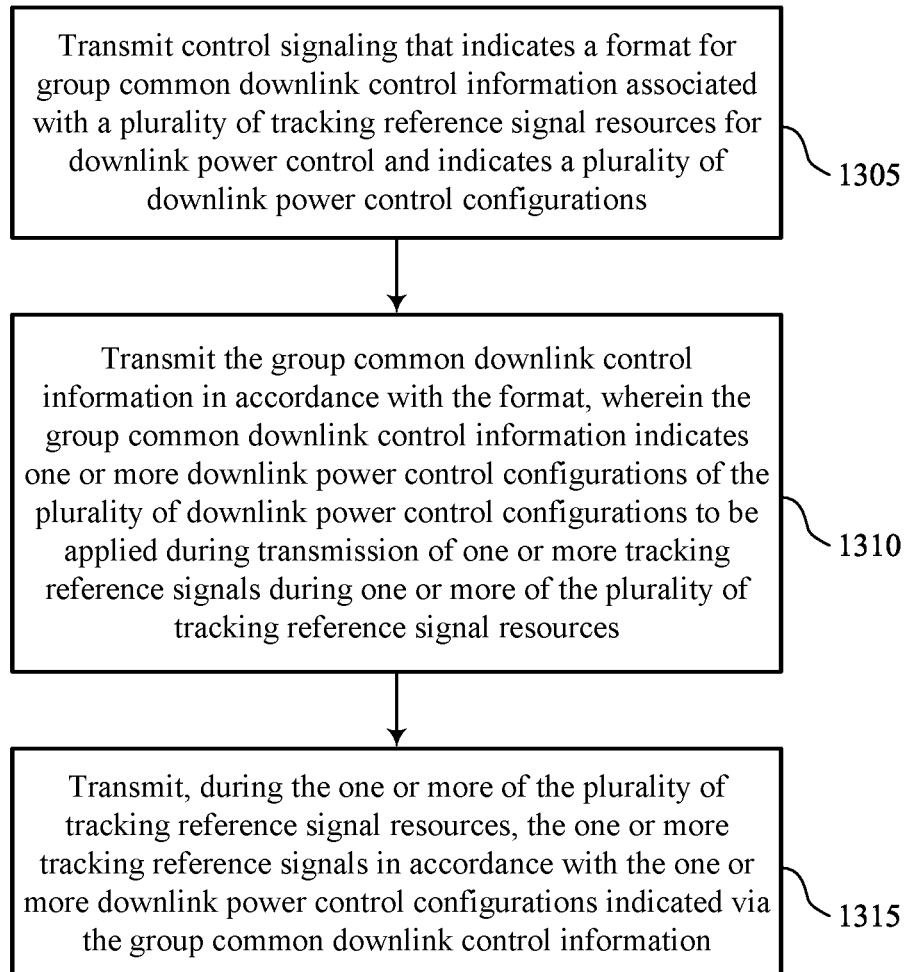 Transmit control signaling that indicates a format for
group common downlink control information associated
with a plurality of tracking reference signal resources for
downlink power control and indicates a plurality of
downlink power control configurations
1305
Transmit the group common downlink control
information in accordance with the format, wherein the
group common downlink control information indicates
one or more downlink power control configurations of the
plurality of downlink power control configurations to be
applied during transmission of one or more tracking
reference signals during one or more of the plurality of
tracking reference signal resources
1310
Transmit, during the one or more of the plurality of
tracking reference signal resources, the one or more
tracking reference signals in accordance with the one or
more downlink power control configurations indicated via
the group common downlink control information
1315